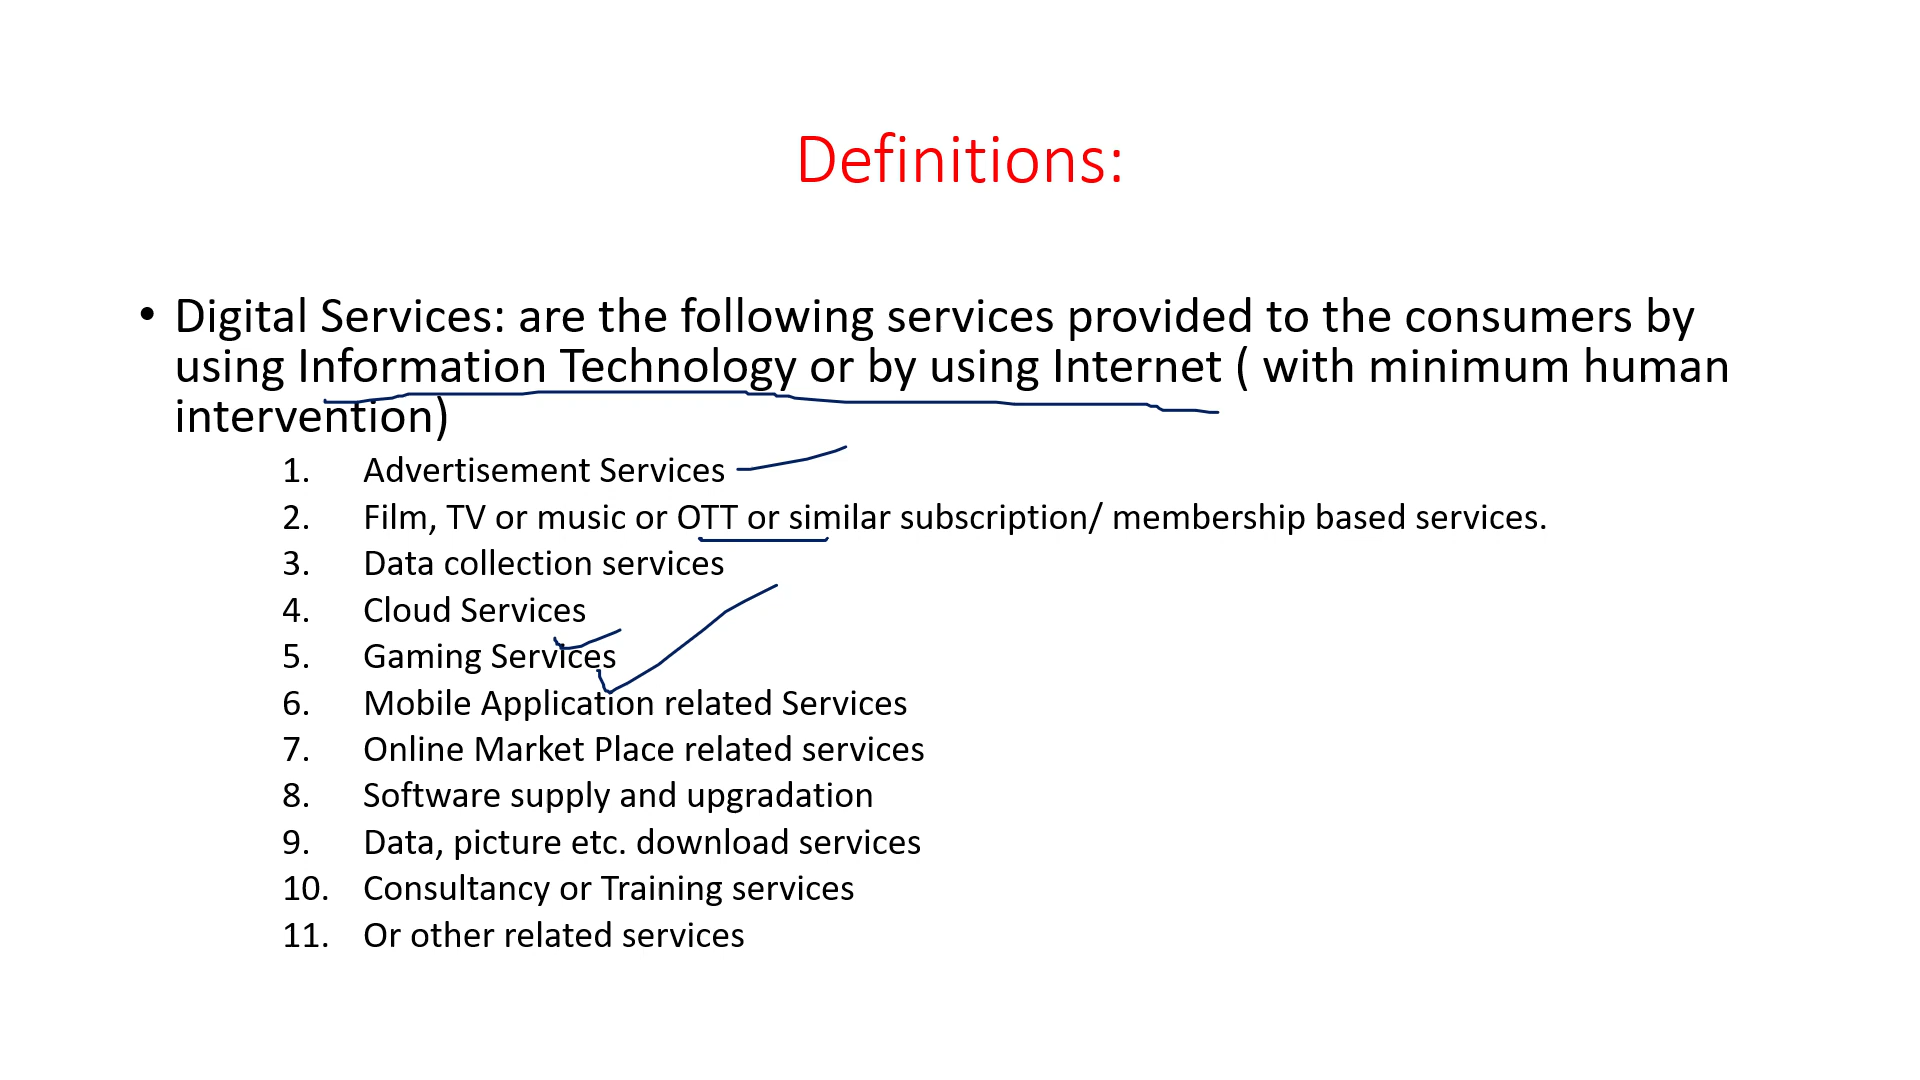 Definitions:
• Digital Services: are the following services provided to the consumers by
using Information Technology or by using Internet ( with minimum human
intervention)
1. Advertisement Services
2. Film, TV or music or OTT or similar subscription/ membership based services.
3. Data collection services
4. Cloud Services
5. Gaming Services
6. Mobile Application related Services
7. Online Market Place related services
8. Software supply and upgradation
9. Data, picture etc. download services
10. Consultancy or Training services
11. Or other related services